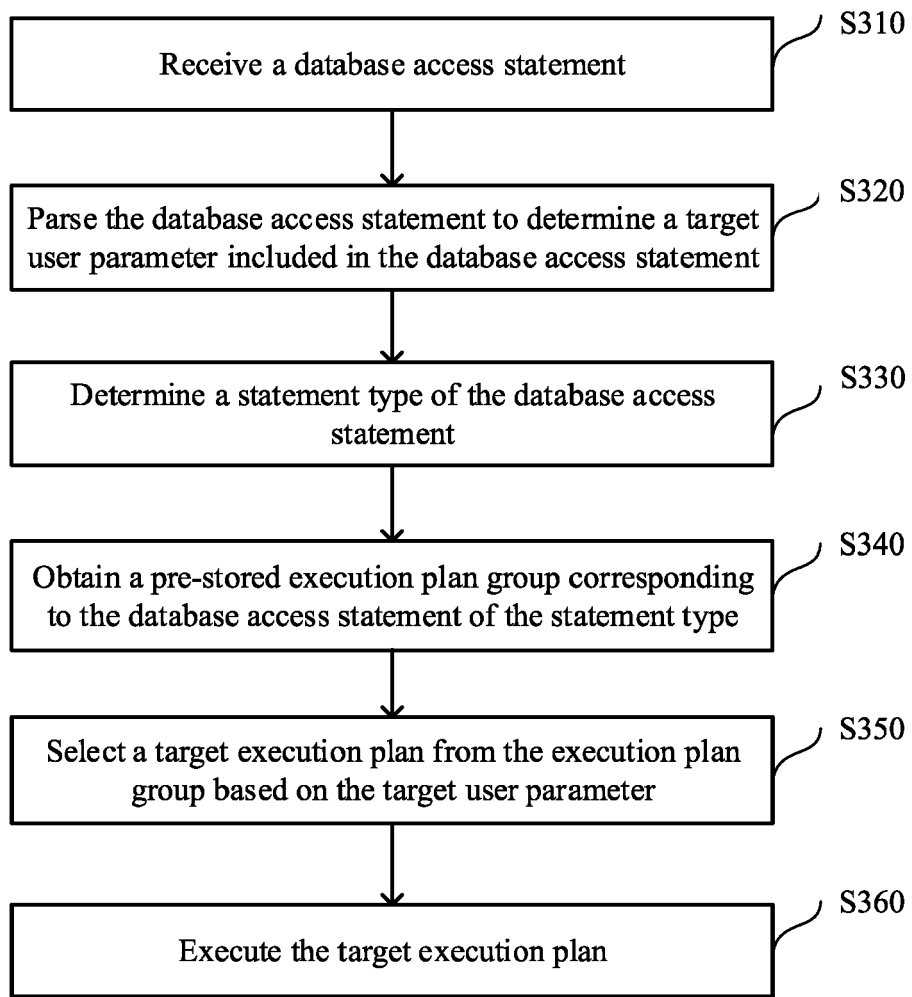 S310
Receive a database access statement
S320
Parse the database access statement to determine a target
user parameter included in the database access statement
S330
Determine a statement type of the database access
statement
S340
Obtain a pre-stored execution plan group corresponding
to the database access statement of the statement type
S350
Select a target execution plan from the execution plan
group based on the target user parameter
S360
Execute the target execution plan